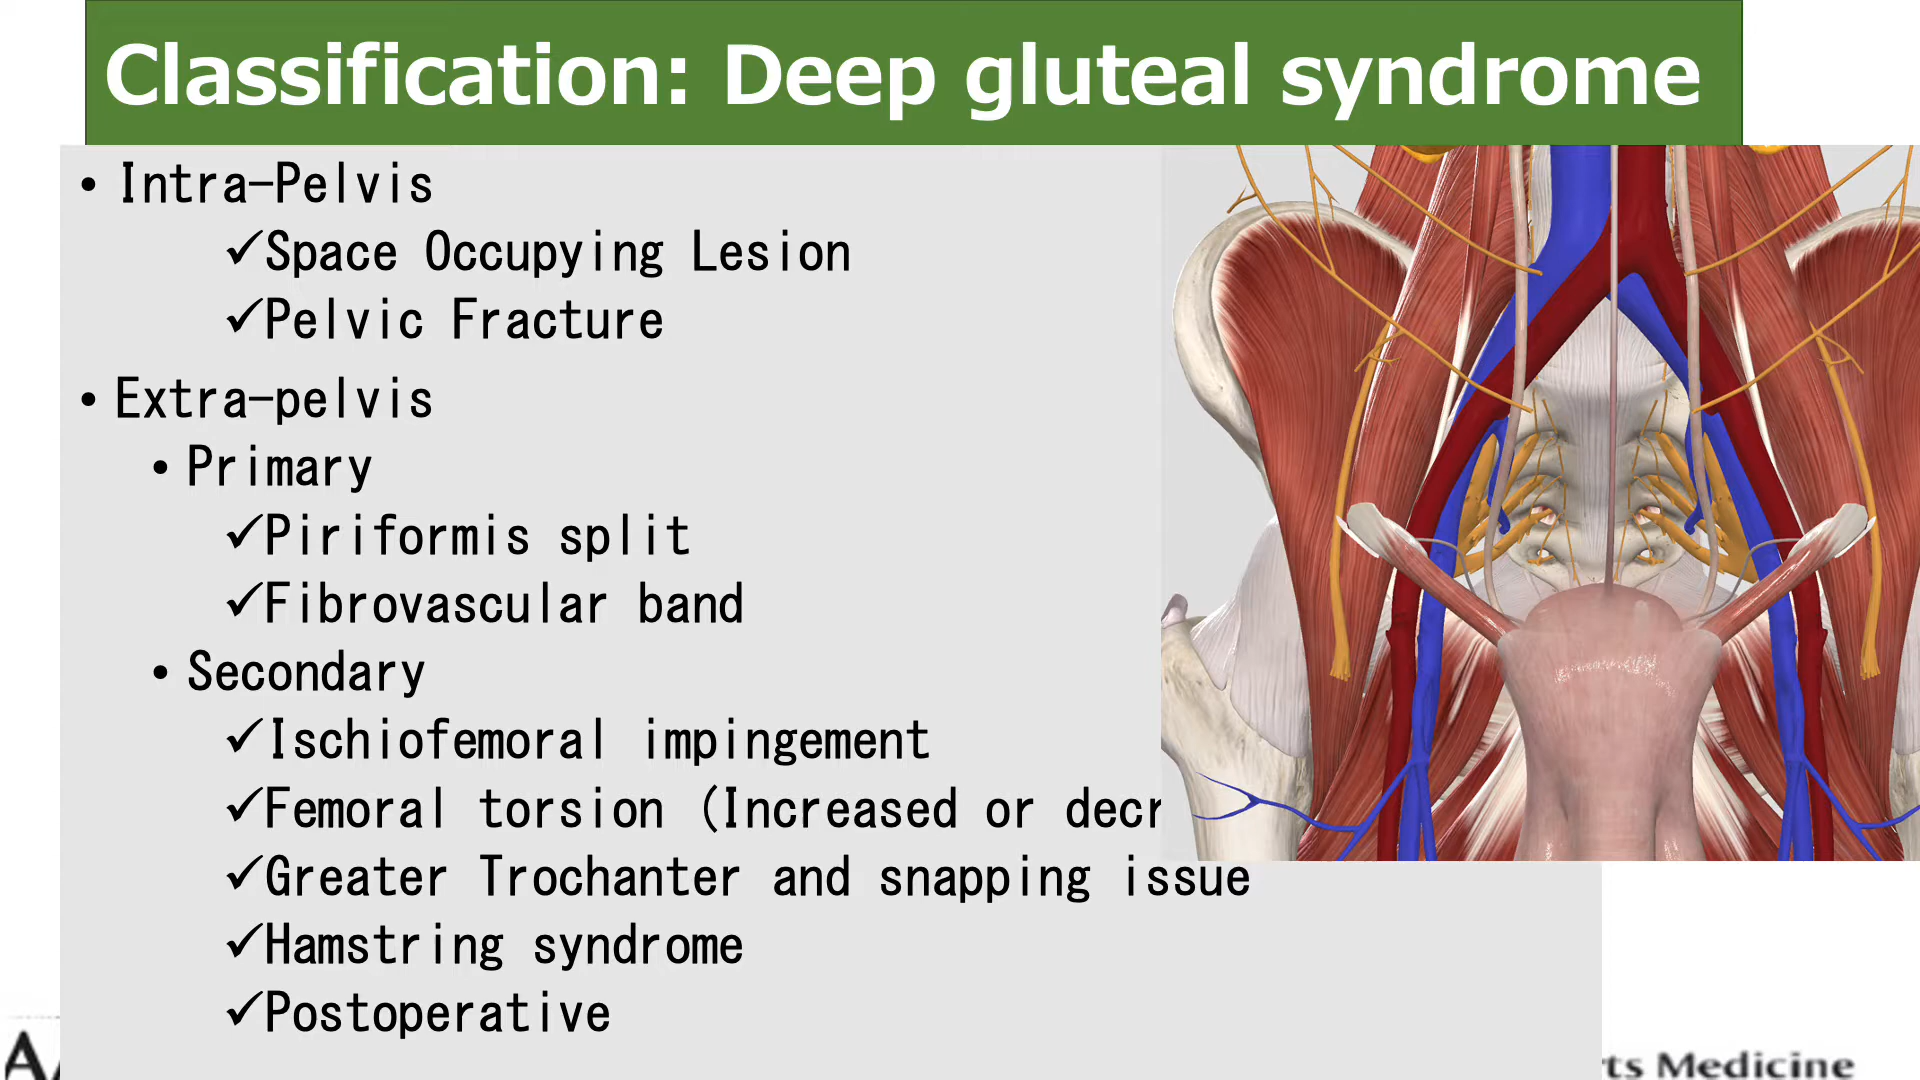 Classification: Deep gluteal syndrome
• Intra-Pelvis
✓Space Occupying Lesion
✓Pelvic Fracture
• Extra-pelvis
• Primary
✓Piriformis split
✓Fibrovascular band
• Secondary
✓Ischiofemoral impingement
✓Femoral torsion (Increased or decr
✓Greater Trochanter and snapping issue
✓Hamstring syndrome
✓Postoperative
Medicine